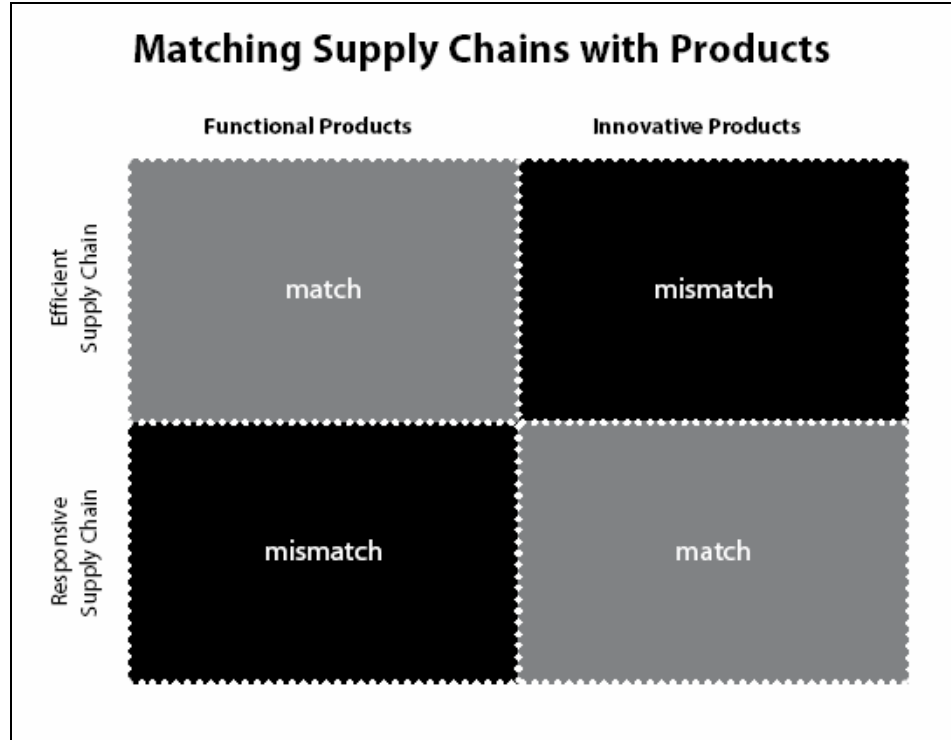 Matching Supply Chains with Products
Functional Products
Innovative Products
Efficient
Supply Chain
match
mismatch
Responsive
Supply Chain
mismatch
match